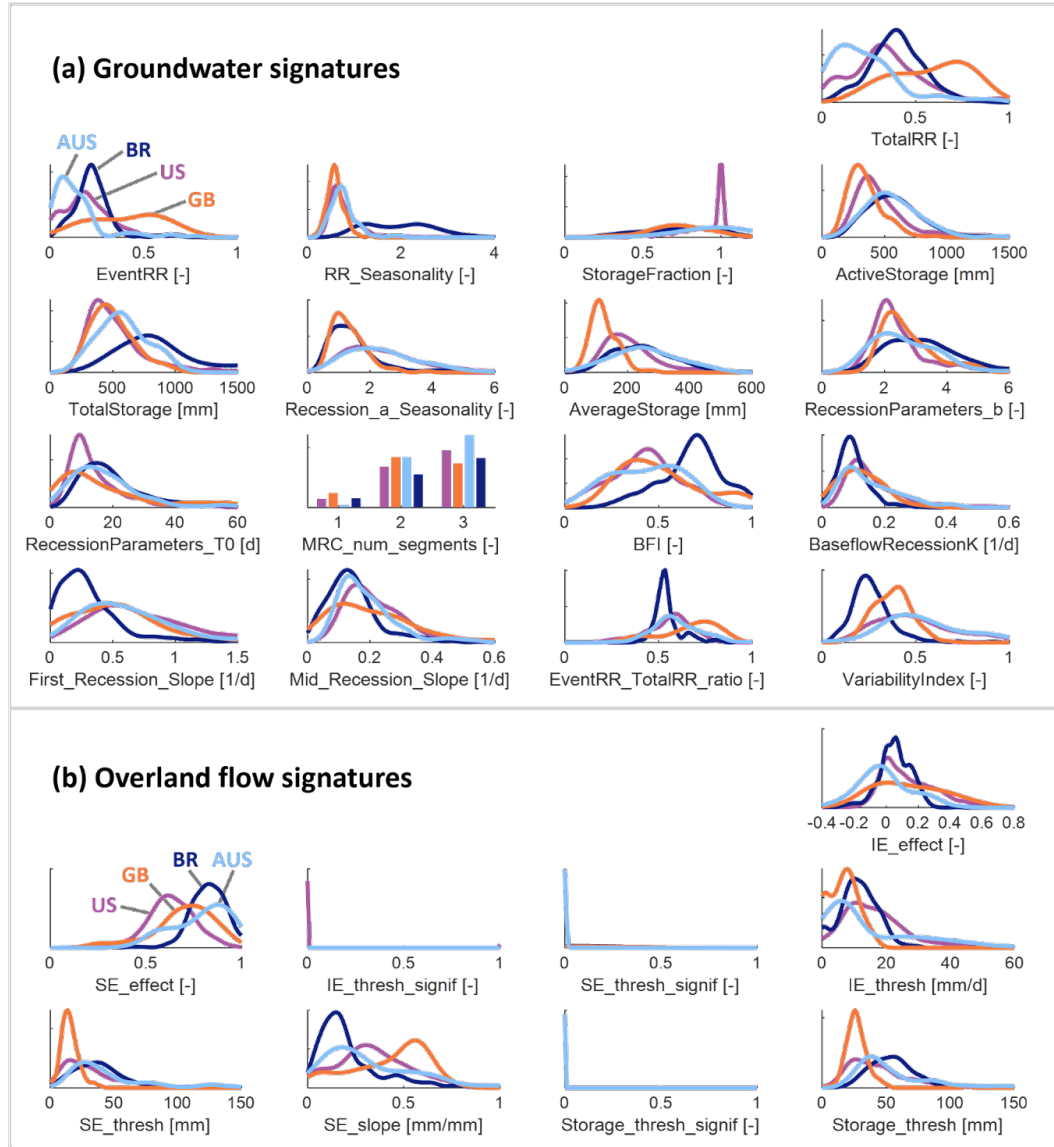 (a) Groundwater signatures
0 0.5 1
TotalRR [-]
AUS BR US GB
0 0.5 1
EventRR [-]
0 2 4
RR_Seasonality [-]
0 1
StorageFraction [-]
0 500 1000 1500
ActiveStorage [mm]
0 500 1000 1500
TotalStorage [mm]
0 2 4 6
Recession_a_Seasonality [-]
0 200 400 600
AverageStorage [mm]
0 2 4 6
RecessionParameters_b [-]
0 20 40 60
RecessionParameters_T0 [d]
1 2 3
MRC_num_segments [-]
0 0.5 1
BFI [-]
0 0.2 0.4 0.6
BaseflowRecessionK [1/d]
0 0.5 1 1.5
First_Recession_Slope [1/d]
0 0.2 0.4 0.6
Mid_Recession_Slope [1/d]
0 0.5 1
EventRR_TotalRR_ratio [-]
0 0.5 1
VariabilityIndex [-]
(b) Overland flow signatures
-0.4 -0.2 0 0.2 0.4 0.6 0.8
IE_effect [-]
US GB BR AUS
0 0.5 1
SE_effect [-]
0 0.5 1
IE_thresh_signif [-]
0 0.5 1
SE_thresh_signif [-]
0 20 40 60
IE_thresh [mm/d]
0 50 100 150
SE_thresh [mm]
0 0.5 1
SE_slope [mm/mm]
0 0.5 1
Storage_thresh_signif [-]
0 50 100 150
Storage_thresh [mm]